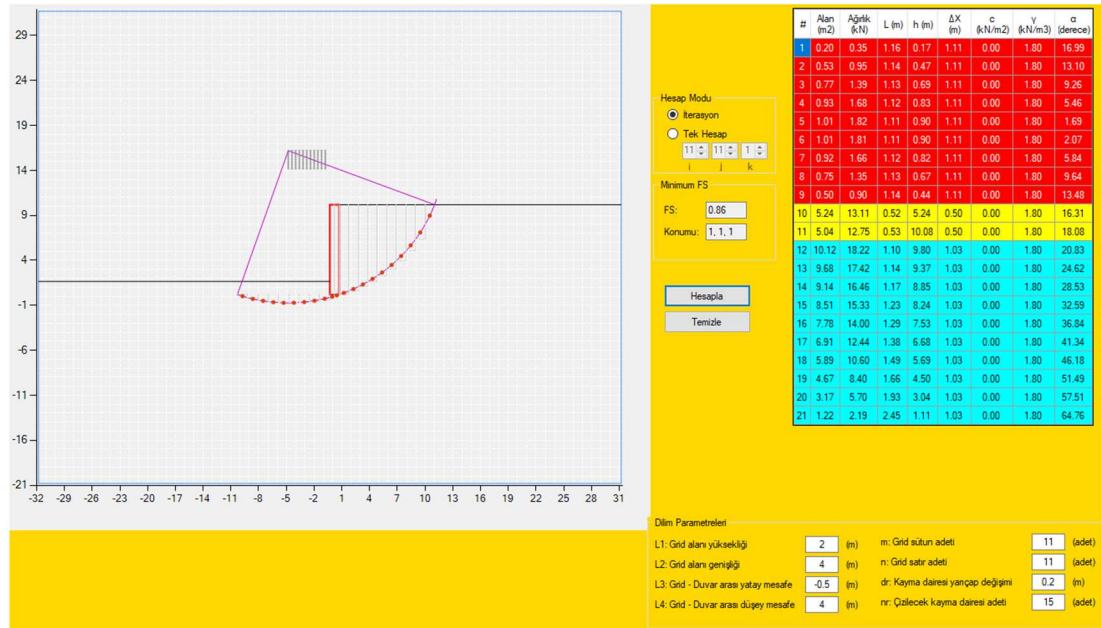 29
24
19
14
9
4
-1
-6
-11
-16
-21
-32 -29 -26 -23 -20 -17 -14 -11 -8 -5 -2 1 4 7 10 13 16 19 22 25 28 31
Hesap Modu
İterasyon
Tek Hesap
11 11 1
i j k
Minimum FS
FS: 0.86
Konumu: 1, 1, 1
Hesapla
Temizle
# Alan (m2) Ağırlık (kN) L (m) h (m) ΔX (m) c (kN/m2) γ (kN/m3) α (derece)
1 0.20 0.35 1.16 0.17 1.11 0.00 1.80 16.99
2 0.53 0.95 1.14 0.47 1.11 0.00 1.80 13.10
3 0.77 1.39 1.13 0.69 1.11 0.00 1.80 9.26
4 0.93 1.68 1.12 0.83 1.11 0.00 1.80 5.46
5 1.01 1.82 1.11 0.90 1.11 0.00 1.80 1.69
6 1.01 1.81 1.11 0.90 1.11 0.00 1.80 2.07
7 0.92 1.66 1.12 0.82 1.11 0.00 1.80 5.84
8 0.75 1.35 1.13 0.67 1.11 0.00 1.80 9.64
9 0.50 0.90 1.14 0.44 1.11 0.00 1.80 13.48
10 5.24 13.11 0.52 5.24 0.50 0.00 1.80 16.31
11 5.04 12.75 0.53 10.08 0.50 0.00 1.80 18.08
12 10.12 18.22 1.10 9.80 1.03 0.00 1.80 20.83
13 9.68 17.42 1.14 9.37 1.03 0.00 1.80 24.62
14 9.14 16.46 1.17 8.85 1.03 0.00 1.80 28.53
15 8.51 15.33 1.23 8.24 1.03 0.00 1.80 32.59
16 7.78 14.00 1.29 7.53 1.03 0.00 1.80 36.84
17 6.91 12.44 1.38 6.68 1.03 0.00 1.80 41.34
18 5.89 10.60 1.49 5.69 1.03 0.00 1.80 46.18
19 4.67 8.40 1.66 4.50 1.03 0.00 1.80 51.49
20 3.17 5.70 1.93 3.04 1.03 0.00 1.80 57.51
21 1.22 2.19 2.45 1.11 1.03 0.00 1.80 64.76
Dilim Parametreleri
L1: Grid alanı yüksekliği 2 (m) m: Grid sütun adeti 11 (adet)
L2: Grid alanı genişliği 4 (m) n: Grid satır adeti 11 (adet)
L3: Grid - Duvar arası yatay mesafe -0.5 (m) dr: Kayma dairesi yarıçap değişimi 0.2 (m)
L4: Grid - Duvar arası düşey mesafe 4 (m) nr: Çizilecek kayma dairesi adeti 15 (adet)